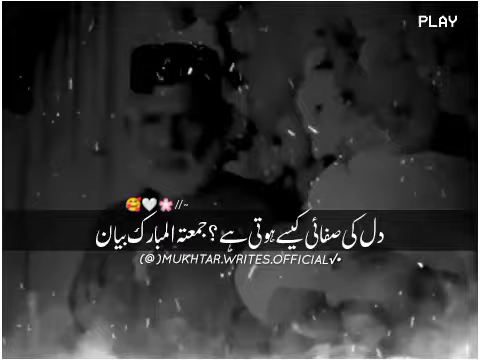 PLAY
🥰🤍🌸//~
دل کی صفائی کیسے ہوتی ہے ؟ جمعتہ المبارک بیان
(@)MUKHTAR.WRITES.OFFICIAL√•